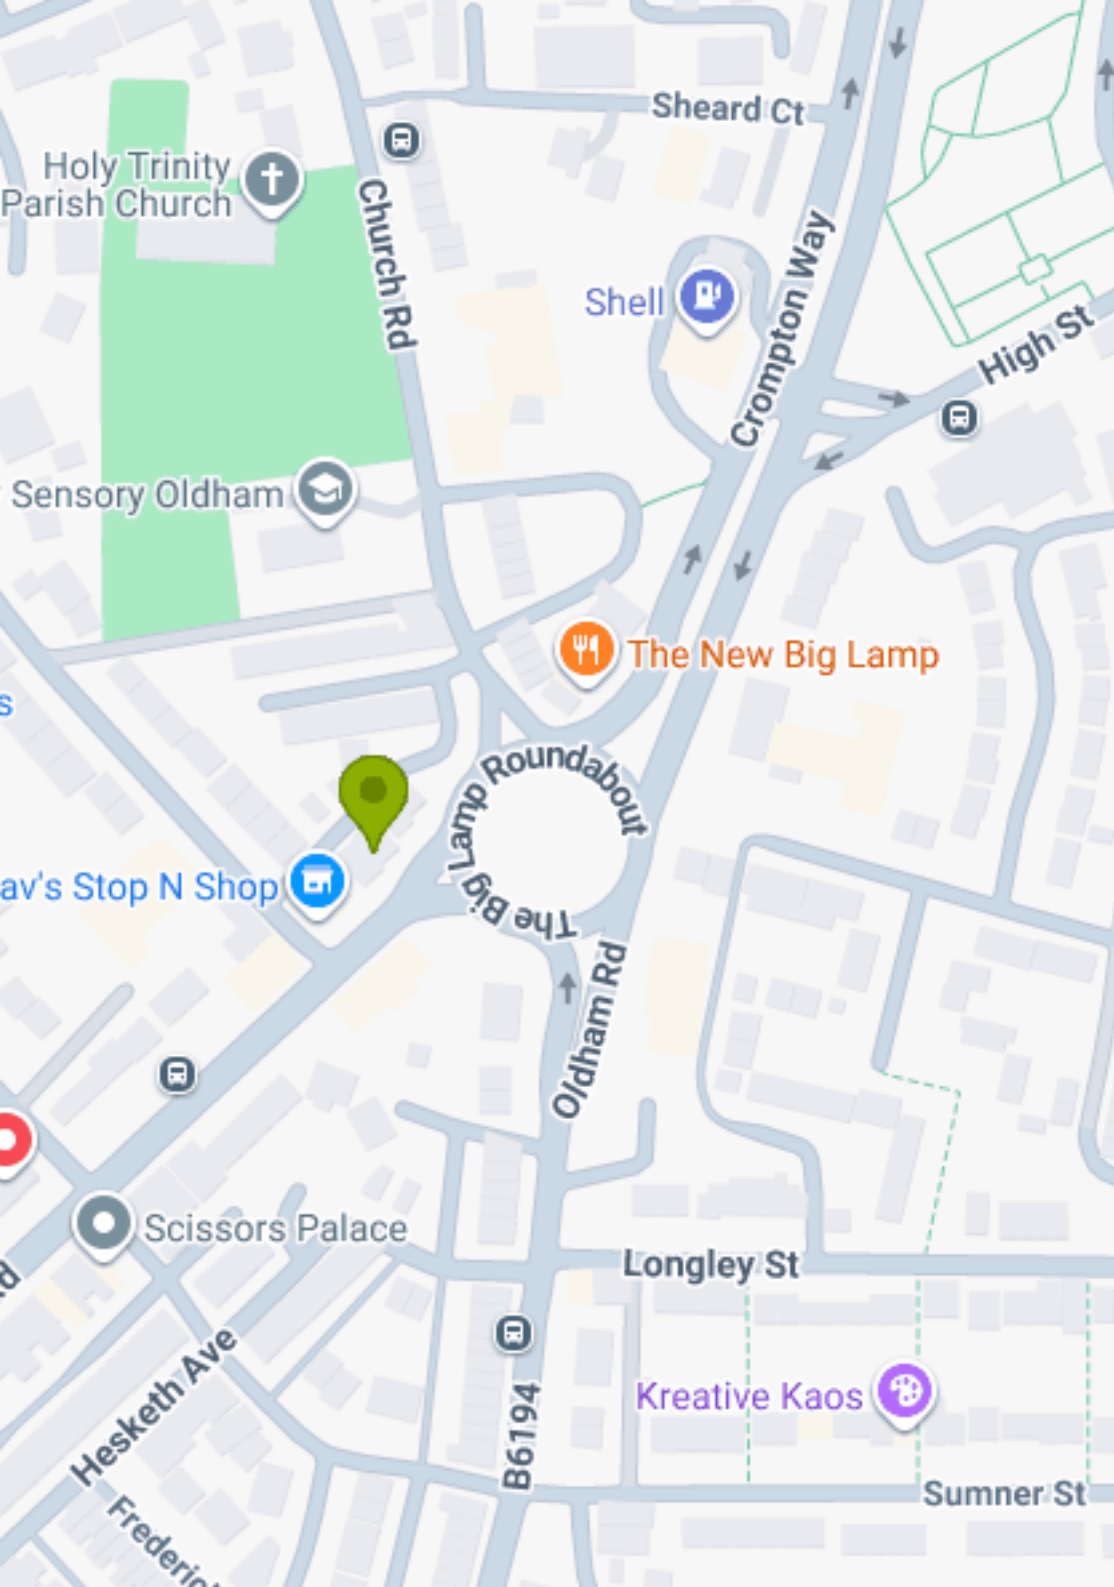 Sheard Ct
Holy Trinity
Parish Church
Church Rd
Shell
Crompton Way
High St
Sensory Oldham
The New Big Lamp
The Big Lamp Roundabout
av's Stop N Shop
Oldham Rd
Scissors Palace
Longley St
Hesketh Ave
B6194
Kreative Kaos
Sumner St
Frederic